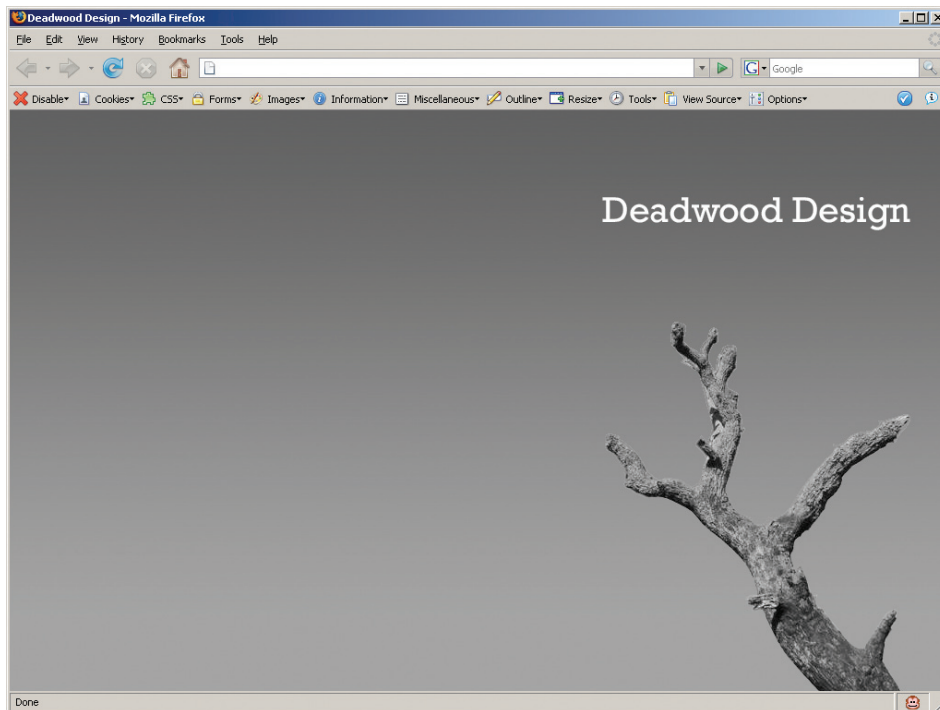 Deadwood Design - Mozilla Firefox
File Edit View History Bookmarks Tools Help
G Google
Disable Cookies CSS Forms Images Information Miscellaneous Outline Resize Tools View Source Options
Deadwood Design
Done